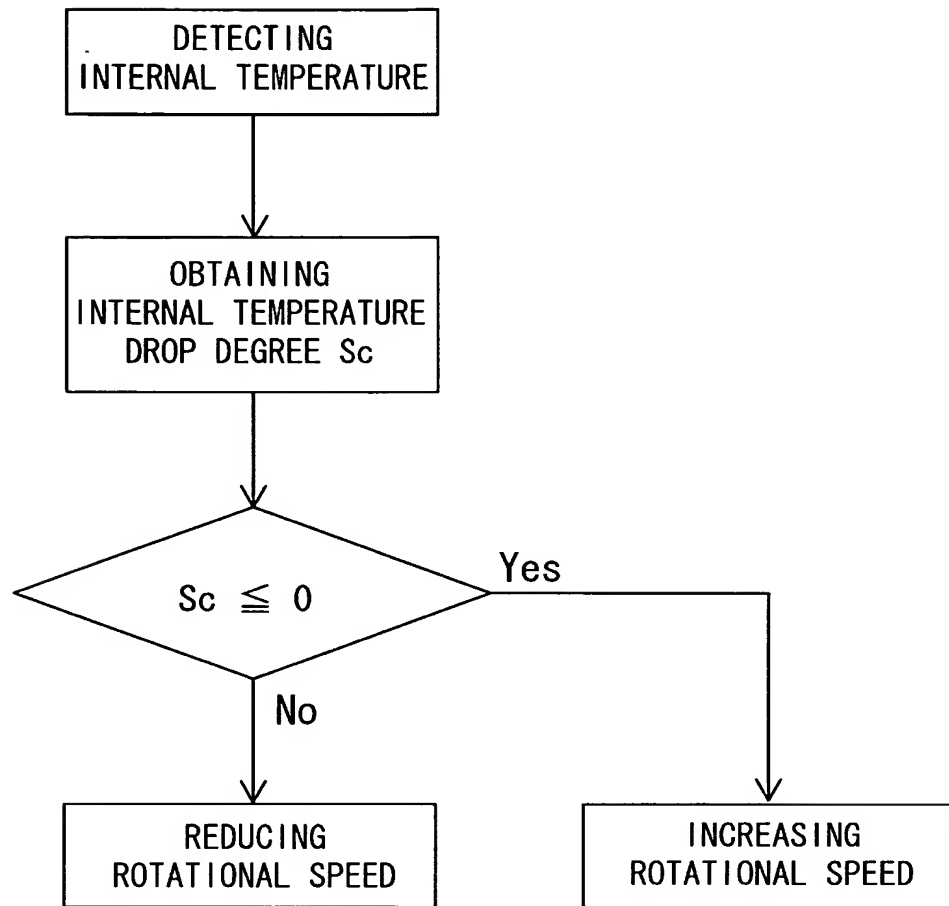 DETECTING
INTERNAL TEMPERATURE
OBTAINING
INTERNAL TEMPERATURE
DROP DEGREE Sc
Sc ≦ 0
Yes
No
REDUCING
ROTATIONAL SPEED
INCREASING
ROTATIONAL SPEED